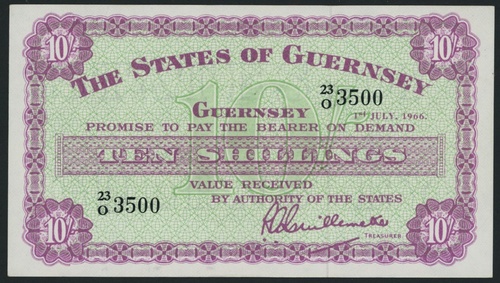 10/- 10/-
THE STATES OF GUERNSEY
23/O 3500
GUERNSEY
1ST JULY, 1966.
PROMISE TO PAY THE BEARER ON DEMAND
TEN SHILLINGS
10/-
VALUE RECEIVED
23/O 3500
BY AUTHORITY OF THE STATES
TREASURER.
10/- 10/-